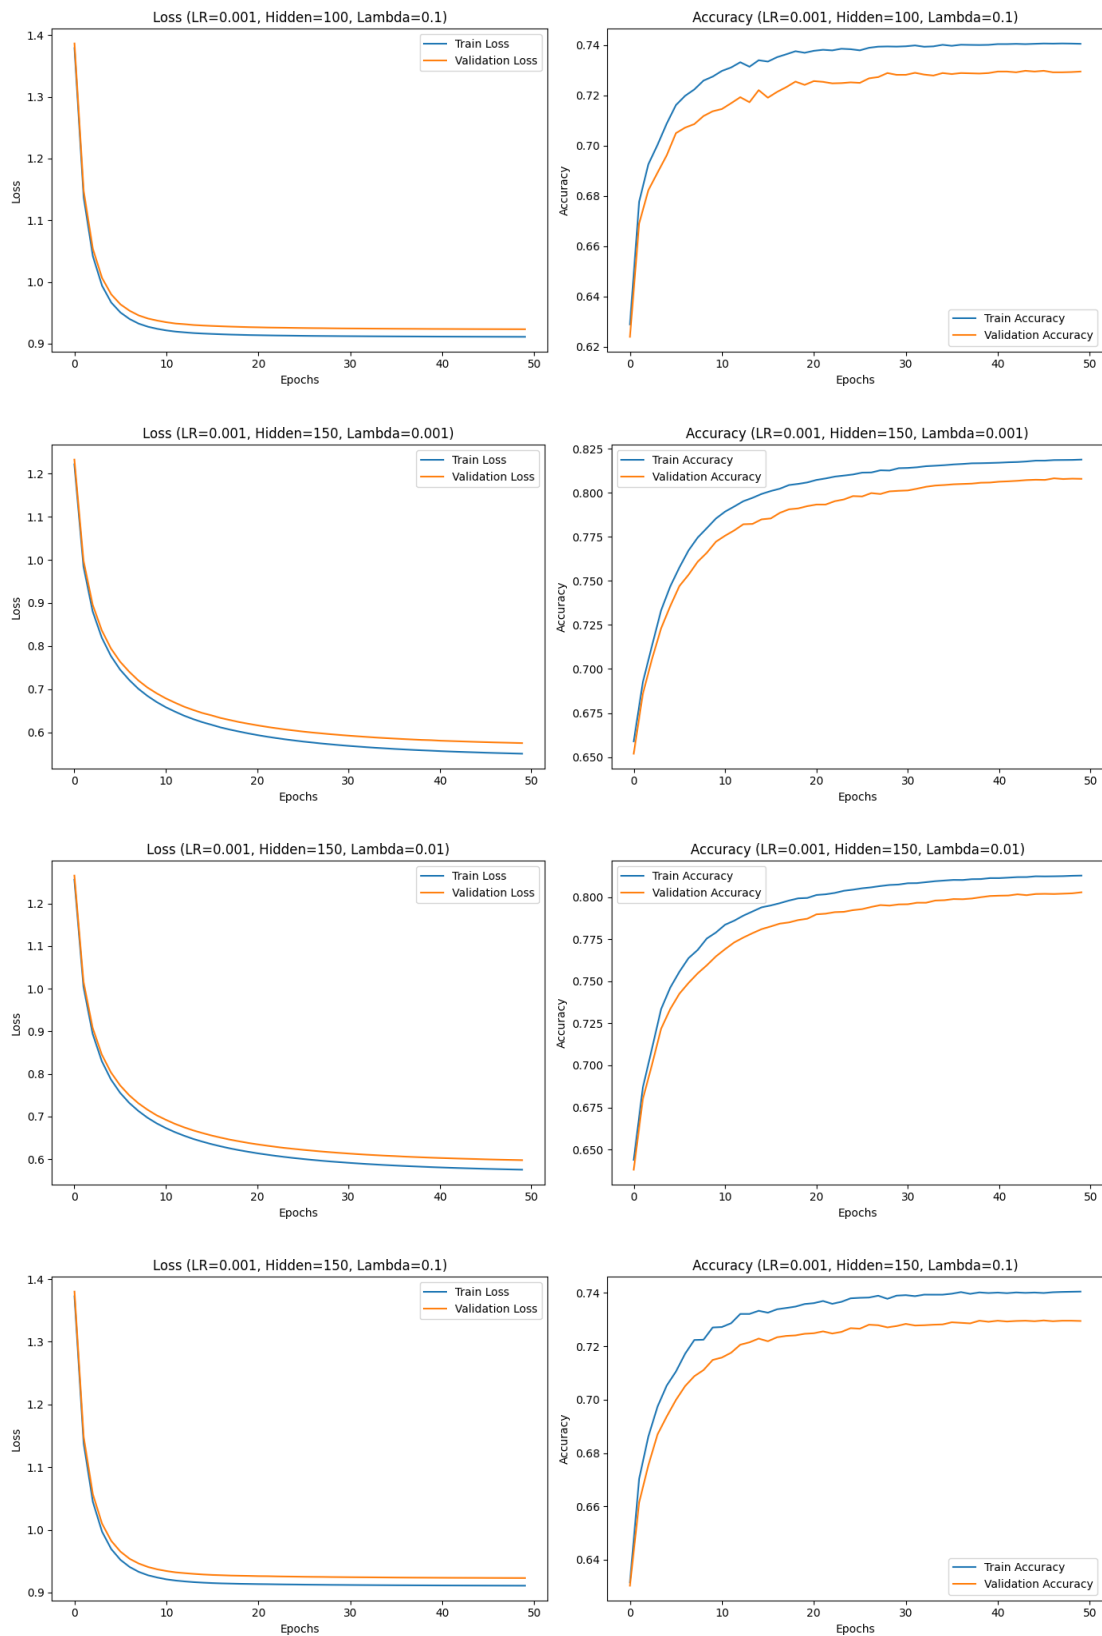 Loss (LR=0.001, Hidden=100, Lambda=0.1)
1.4
1.3
1.2
1.1
1.0
0.9
Loss
Train Loss
Validation Loss
0 10 20 30 40 50
Epochs
Accuracy (LR=0.001, Hidden=100, Lambda=0.1)
0.74
0.72
0.70
0.68
0.66
0.64
0.62
Accuracy
Train Accuracy
Validation Accuracy
0 10 20 30 40 50
Epochs
Loss (LR=0.001, Hidden=150, Lambda=0.001)
1.2
1.1
1.0
0.9
0.8
0.7
0.6
Loss
Train Loss
Validation Loss
0 10 20 30 40 50
Epochs
Accuracy (LR=0.001, Hidden=150, Lambda=0.001)
0.825
0.800
0.775
0.750
0.725
0.700
0.675
0.650
Accuracy
Train Accuracy
Validation Accuracy
0 10 20 30 40 50
Epochs
Loss (LR=0.001, Hidden=150, Lambda=0.01)
1.2
1.1
1.0
0.9
0.8
0.7
0.6
Loss
Train Loss
Validation Loss
0 10 20 30 40 50
Epochs
Accuracy (LR=0.001, Hidden=150, Lambda=0.01)
0.800
0.775
0.750
0.725
0.700
0.675
0.650
Accuracy
Train Accuracy
Validation Accuracy
0 10 20 30 40 50
Epochs
Loss (LR=0.001, Hidden=150, Lambda=0.1)
1.4
1.3
1.2
1.1
1.0
0.9
Loss
Train Loss
Validation Loss
0 10 20 30 40 50
Epochs
Accuracy (LR=0.001, Hidden=150, Lambda=0.1)
0.74
0.72
0.70
0.68
0.66
0.64
Accuracy
Train Accuracy
Validation Accuracy
0 10 20 30 40 50
Epochs